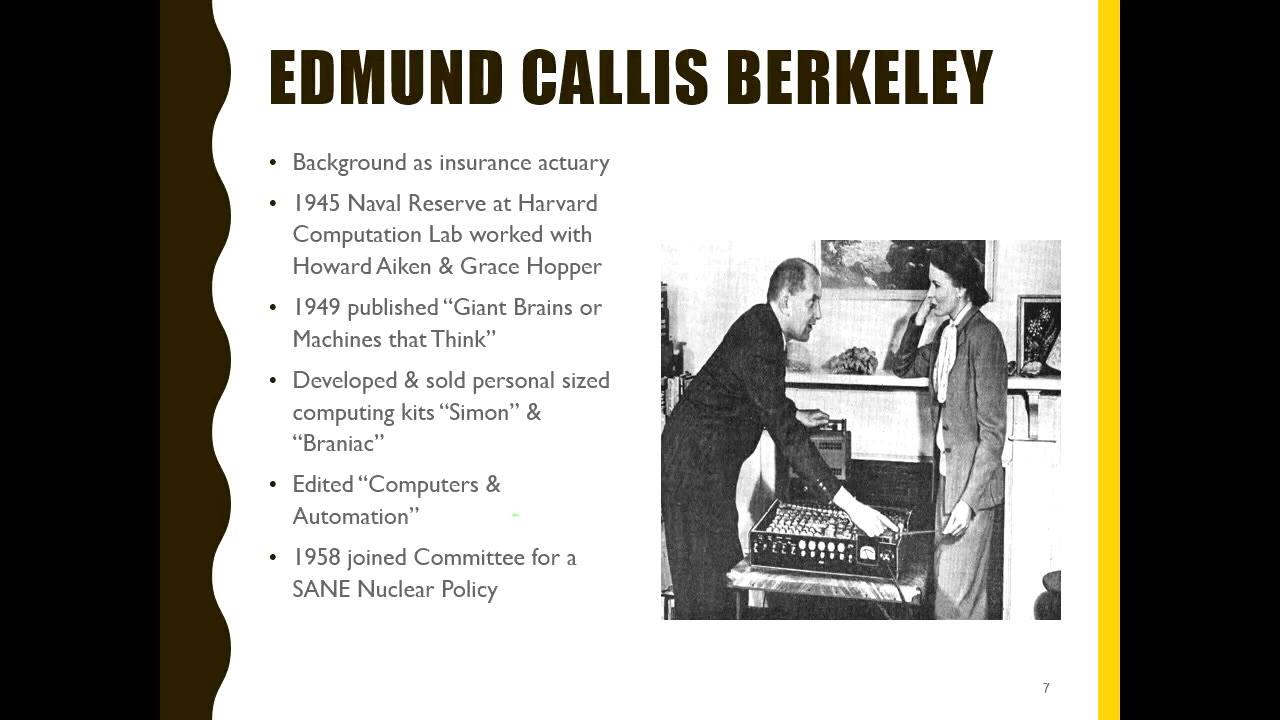 EDMUND CALLIS BERKELEY
• Background as insurance actuary
• 1945 Naval Reserve at Harvard
Computation Lab worked with
Howard Aiken & Grace Hopper
• 1949 published “Giant Brains or
Machines that Think”
• Developed & sold personal sized
computing kits “Simon” &
“Braniac”
• Edited “Computers &
Automation”
• 1958 joined Committee for a
SANE Nuclear Policy
7